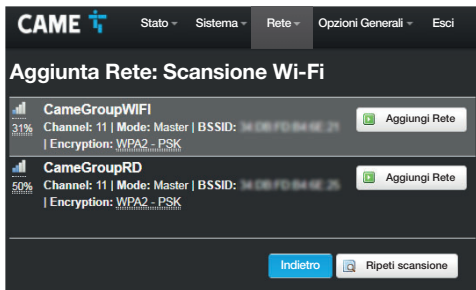 CAME
Stato Sistema Rete Opzioni Generali Esci
Aggiunta Rete: Scansione Wi-Fi
CameGroupWIFI
31% Channel: 11 | Mode: Master | BSSID:
| Encryption: WPA2 - PSK
Aggiungi Rete
CameGroupRD
50% Channel: 11 | Mode: Master | BSSID:
| Encryption: WPA2 - PSK
Aggiungi Rete
Indietro Ripeti scansione